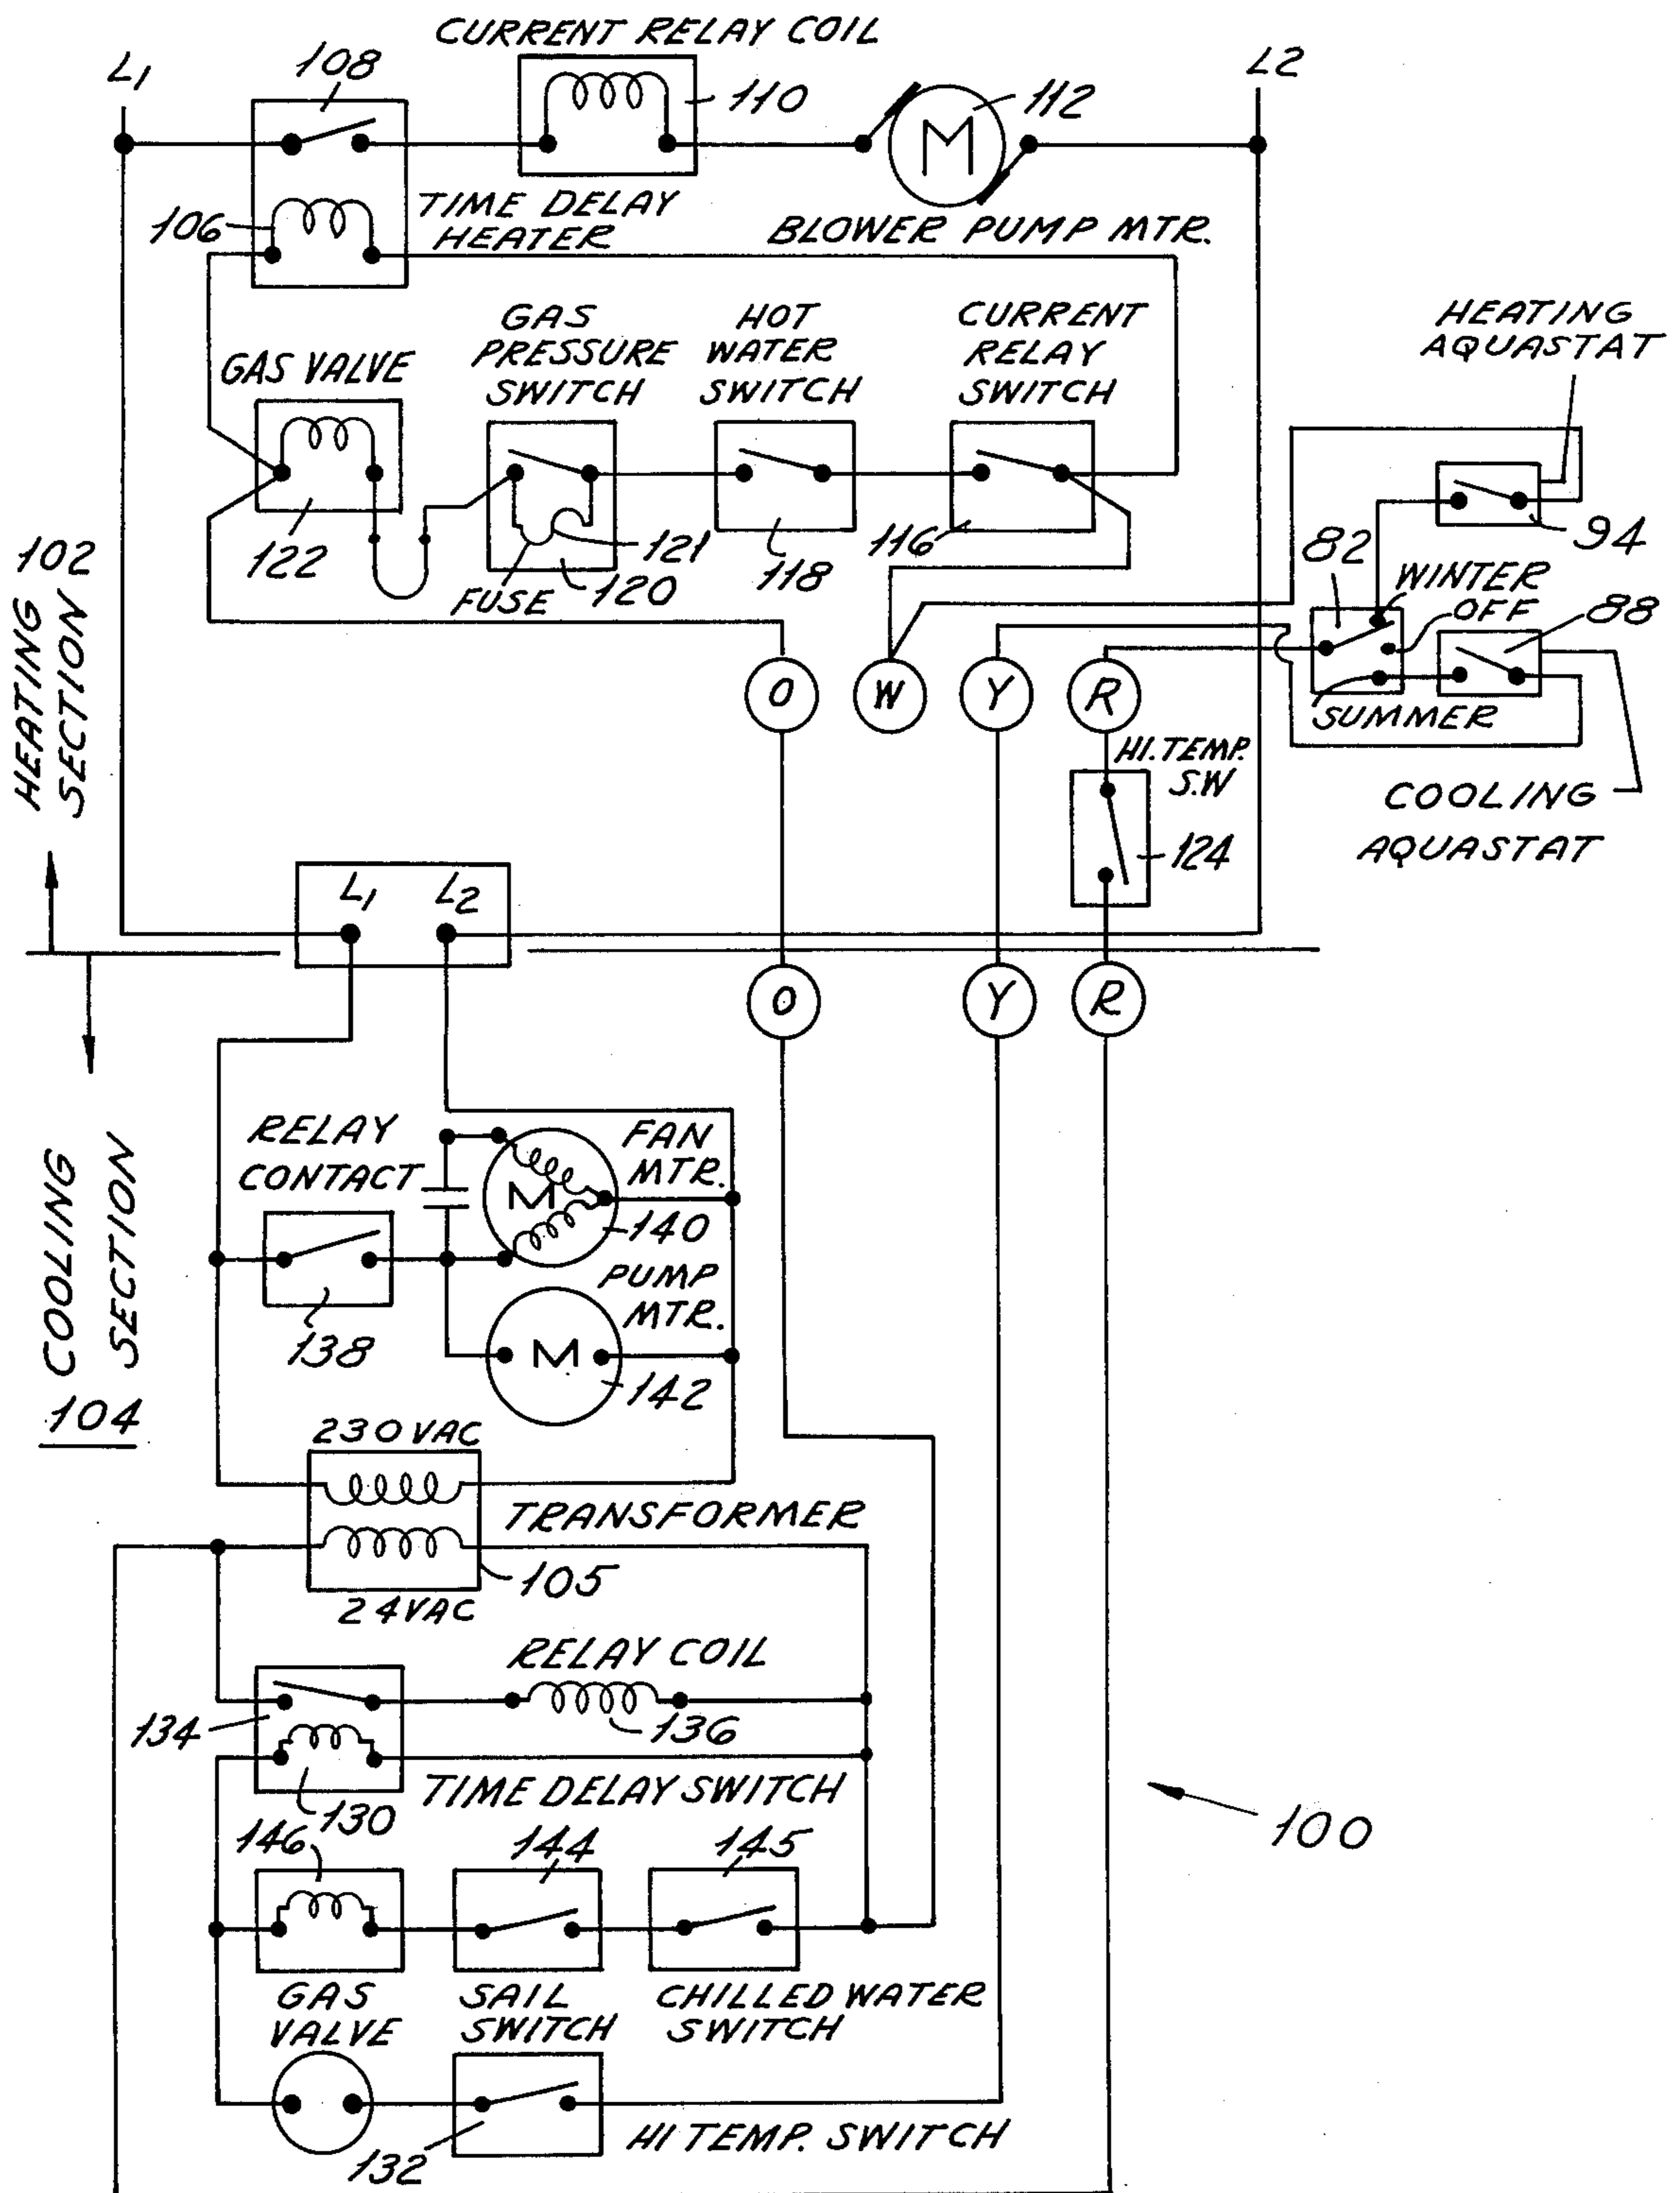 CURRENT RELAY COIL
L1
108
110
112
L2
M
106
TIME DELAY
HEATER
BLOWER PUMP MTR.
GAS VALVE
GAS
PRESSURE
SWITCH
HOT
WATER
SWITCH
CURRENT
RELAY
SWITCH
HEATING
AQUASTAT
122
FUSE
121
120
118
116
94
82
WINTER
OFF
88
SUMMER
COOLING
AQUASTAT
102
HEATING
SECTION
O
W
Y
R
HI. TEMP.
S.W
124
L1
L2
O
Y
R
COOLING
SECTION
104
RELAY
CONTACT
138
FAN
MTR.
M
140
PUMP
MTR.
M
142
230 VAC
TRANSFORMER
105
24 VAC
RELAY COIL
134
136
130
TIME DELAY SWITCH
100
146
144
145
GAS
VALVE
SAIL
SWITCH
CHILLED WATER
SWITCH
132
HI TEMP. SWITCH